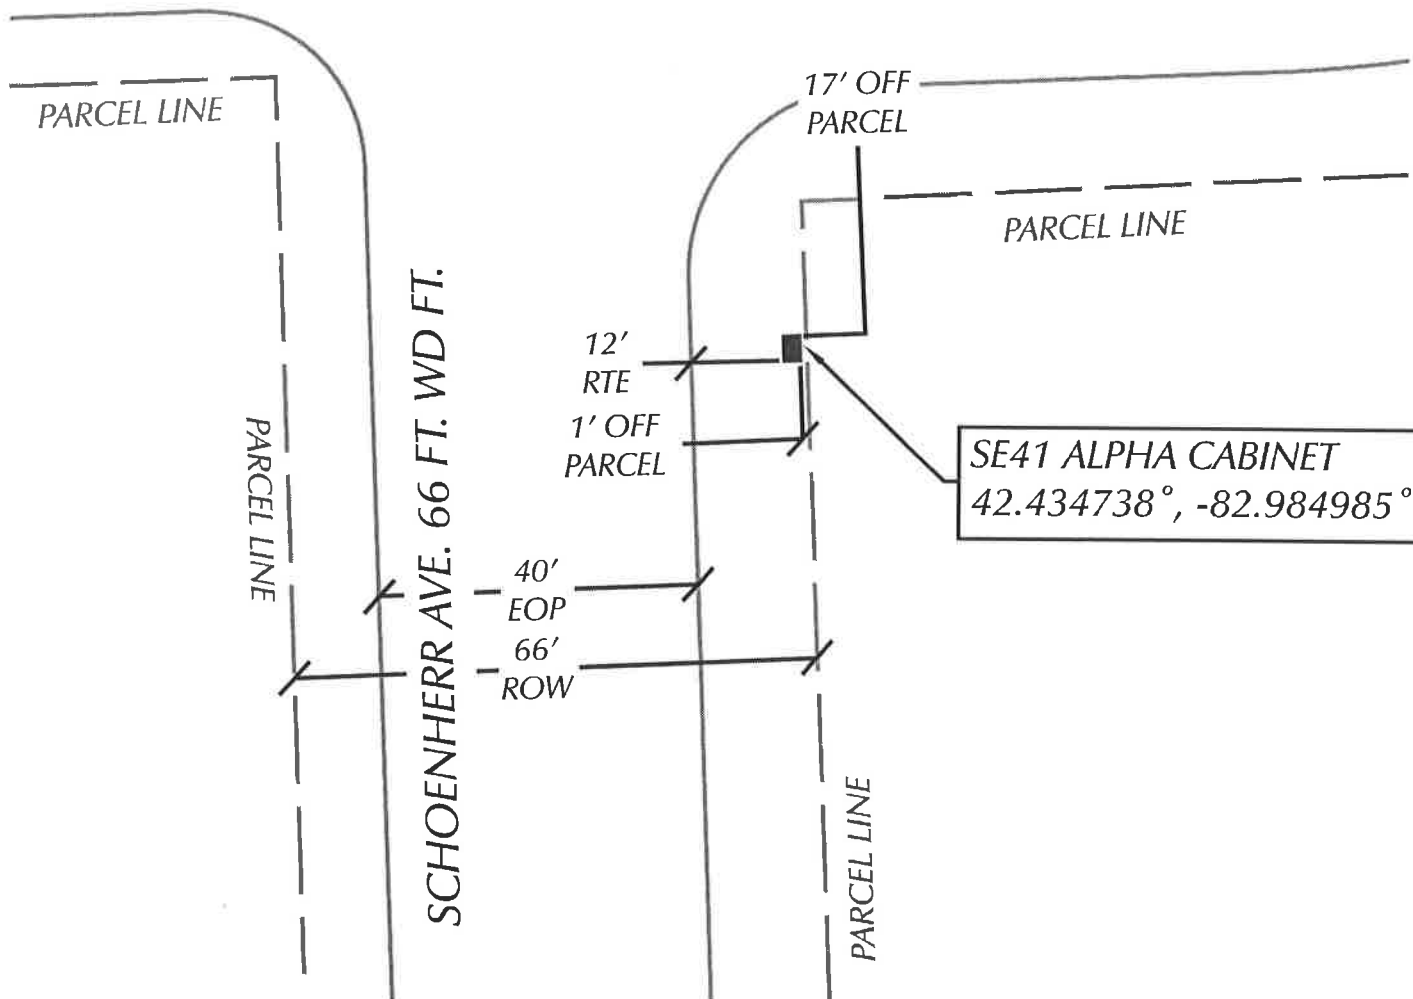 17' OFF
PARCEL
PARCEL LINE
PARCEL LINE
SCHOENHERR AVE. 66 FT. WD FT.
12'
RTE
1' OFF
PARCEL
PARCEL LINE
SE41 ALPHA CABINET
42.434738°, -82.984985°
40'
EOP
66'
ROW
PARCEL LINE